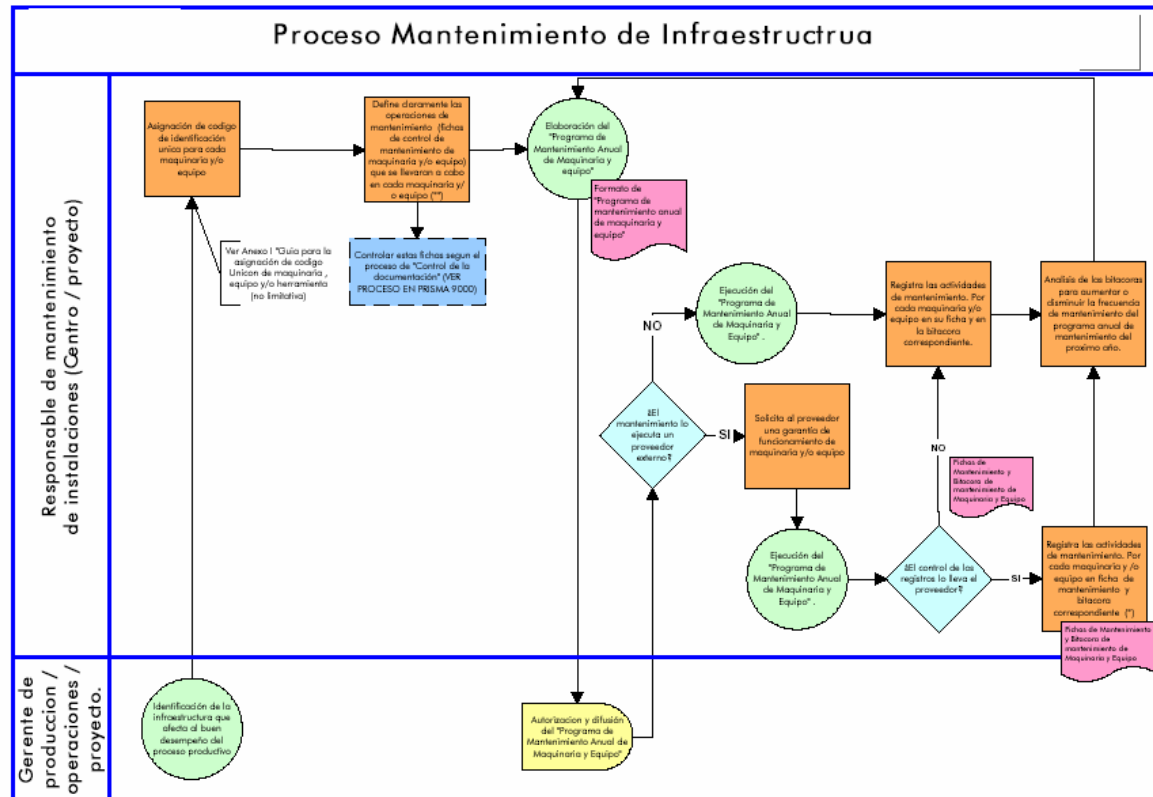 Proceso Mantenimiento de Infraestructrua
Responsable de mantenimiento
de instalaciones (Centro / proyecto)
Asignación de codigo
de identificación
unica para cada
maquinaria y/o
equipo
Define claramente las
operaciones de
mantenimiento (fichas
de control de
mantenimiento de
maquinaria y/o equipo)
que se llevaran a cabo
en cada maquinaria y/
o equipo (**)
Elaboración del
"Programa de
Mantenimiento Anual
de Maquinaria y
equipo"
Formato de
"Programa de
mantenimiento anual
de maquinaria y
equipo"
Ver Anexo I "Guia para la
asignación de codigo
Unicon de maquinaria ,
equipo y/o herramienta
(no limitativa)
Controlar estas fichas segun el
proceso de "Control de la
documentación" (VER
PROCESO EN PRISMA 9000)
NO
Ejecución del
"Programa de
Mantenimiento Anual
de Maquinaria y
Equipo" .
Registra las actividades
de mantenimiento. Por
cada maquinaria y/o
equipo en su ficha y en
la bitacora
correspondiente.
Analisis de las bitacoras
para aumentar o
disminuir la frecuencia
de mantenimiento del
programa anual de
mantenimiento del
proximo año.
¿El
mantenimiento lo
ejecuta un
proveedor
externo?
SI
Solicita al proveedor
una garantía de
funcionamiento de
maquinaria y/o equipo
NO
Fichas de
Mantenimiento y
Bitacora de
mantenimiento de
Maquinaria y Equipo
Ejecución del
"Programa de
Mantenimiento Anual
de Maquinaria y
Equipo" .
¿El control de los
registros lo lleva el
proveedor?
SI
Registra las actividades
de mantenimiento. Por
cada maquinaria y /o
equipo en ficha de
mantenimiento y
bitacora
correspondiente (*)
Fichas de Mantenimiento
y Bitacora de
mantenimiento de
Maquinaria y Equipo
Gerente de
produccion /
operaciones /
proyecto.
Identificación de la
infraestructura que
afecta al buen
desempeño del
proceso productivo
Autorizacion y difusión
del "Programa de
Mantenimiento Anual de
Maquinaria y Equipo"